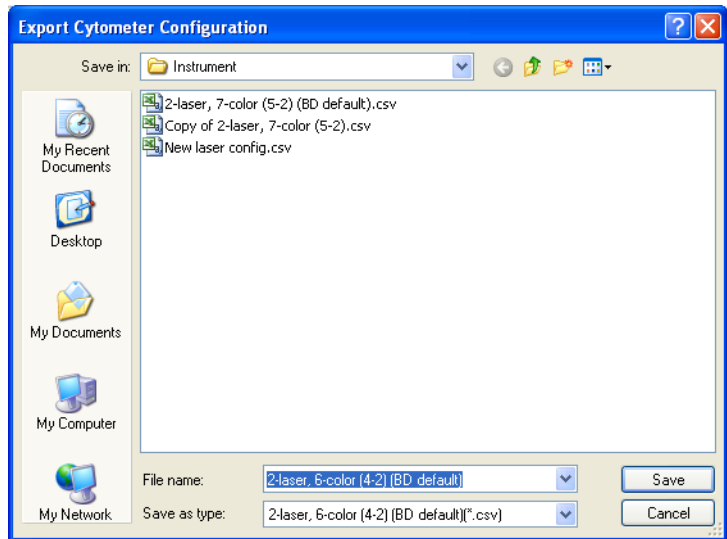 Export Cytometer Configuration
Save in:
Instrument
2-laser, 7-color (5-2) (BD default).csv
Copy of 2-laser, 7-color (5-2).csv
New laser config.csv
My Recent
Documents
Desktop
My Documents
My Computer
My Network
File name:
2-laser, 6-color (4-2) (BD default)
Save
Save as type:
2-laser, 6-color (4-2) (BD default)(*.csv)
Cancel